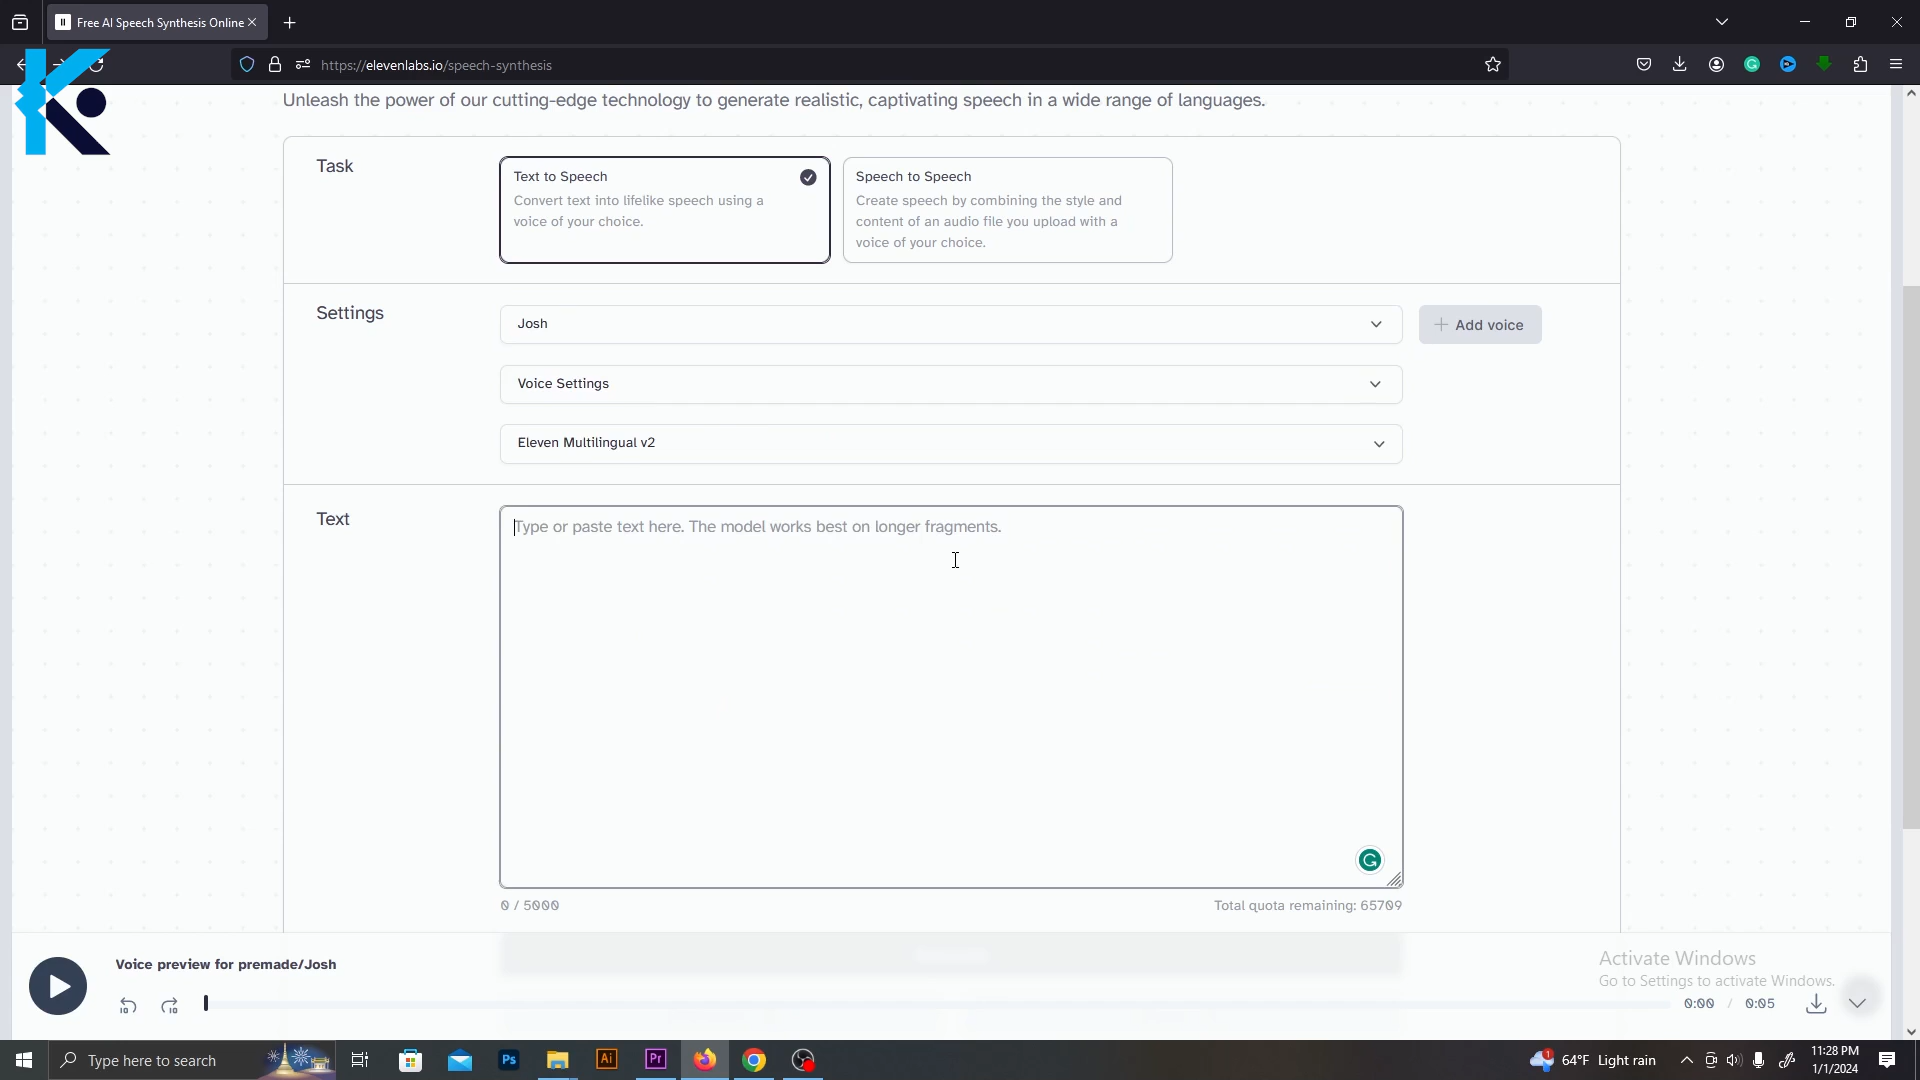 Free AI Speech Synthesis Online
https://elevenlabs.io/speech-synthesis
Unleash the power of our cutting-edge technology to generate realistic, captivating speech in a wide range of languages.
Task
Text to Speech
Convert text into lifelike speech using a
voice of your choice.
Speech to Speech
Create speech by combining the style and
content of an audio file you upload with a
voice of your choice.
Settings
Josh
Add voice
Voice Settings
Eleven Multilingual v2
Text
Type or paste text here. The model works best on longer fragments.
0 / 5000
Total quota remaining: 65709
Voice preview for premade/Josh
Activate Windows
Go to Settings to activate Windows.
10
10
0:00 / 0:05
Type here to search
Ps
Ai
Pr
1
64°F Light rain
11:28 PM
1/1/2024